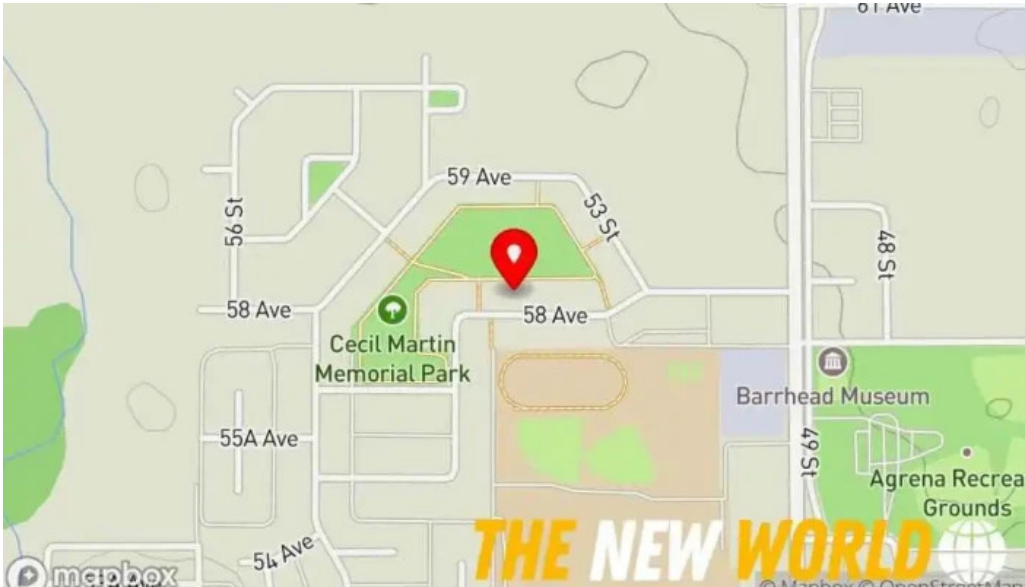 61 Ave
59 Ave
53 St
56 St
48 St
58 Ave
58 Ave
Cecil Martin
Memorial Park
Barrhead Museum
55A Ave
49 St
Agrena Recrea
Grounds
54 Ave
THE NEW WORLD
mapbox
© Mapbox © OpenStreetMap